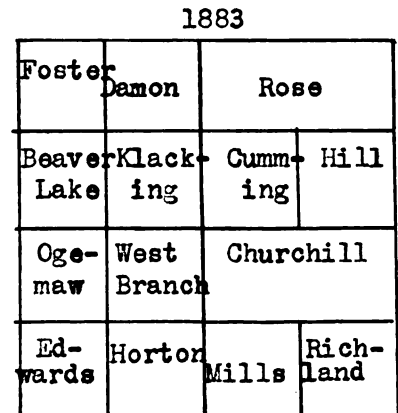 1883
Foster Damon Rose
Beaver Klack- Cumm- Hill
Lake ing ing
Oge- West Churchill
maw Branch
Ed- Horton Mills Rich-
wards land